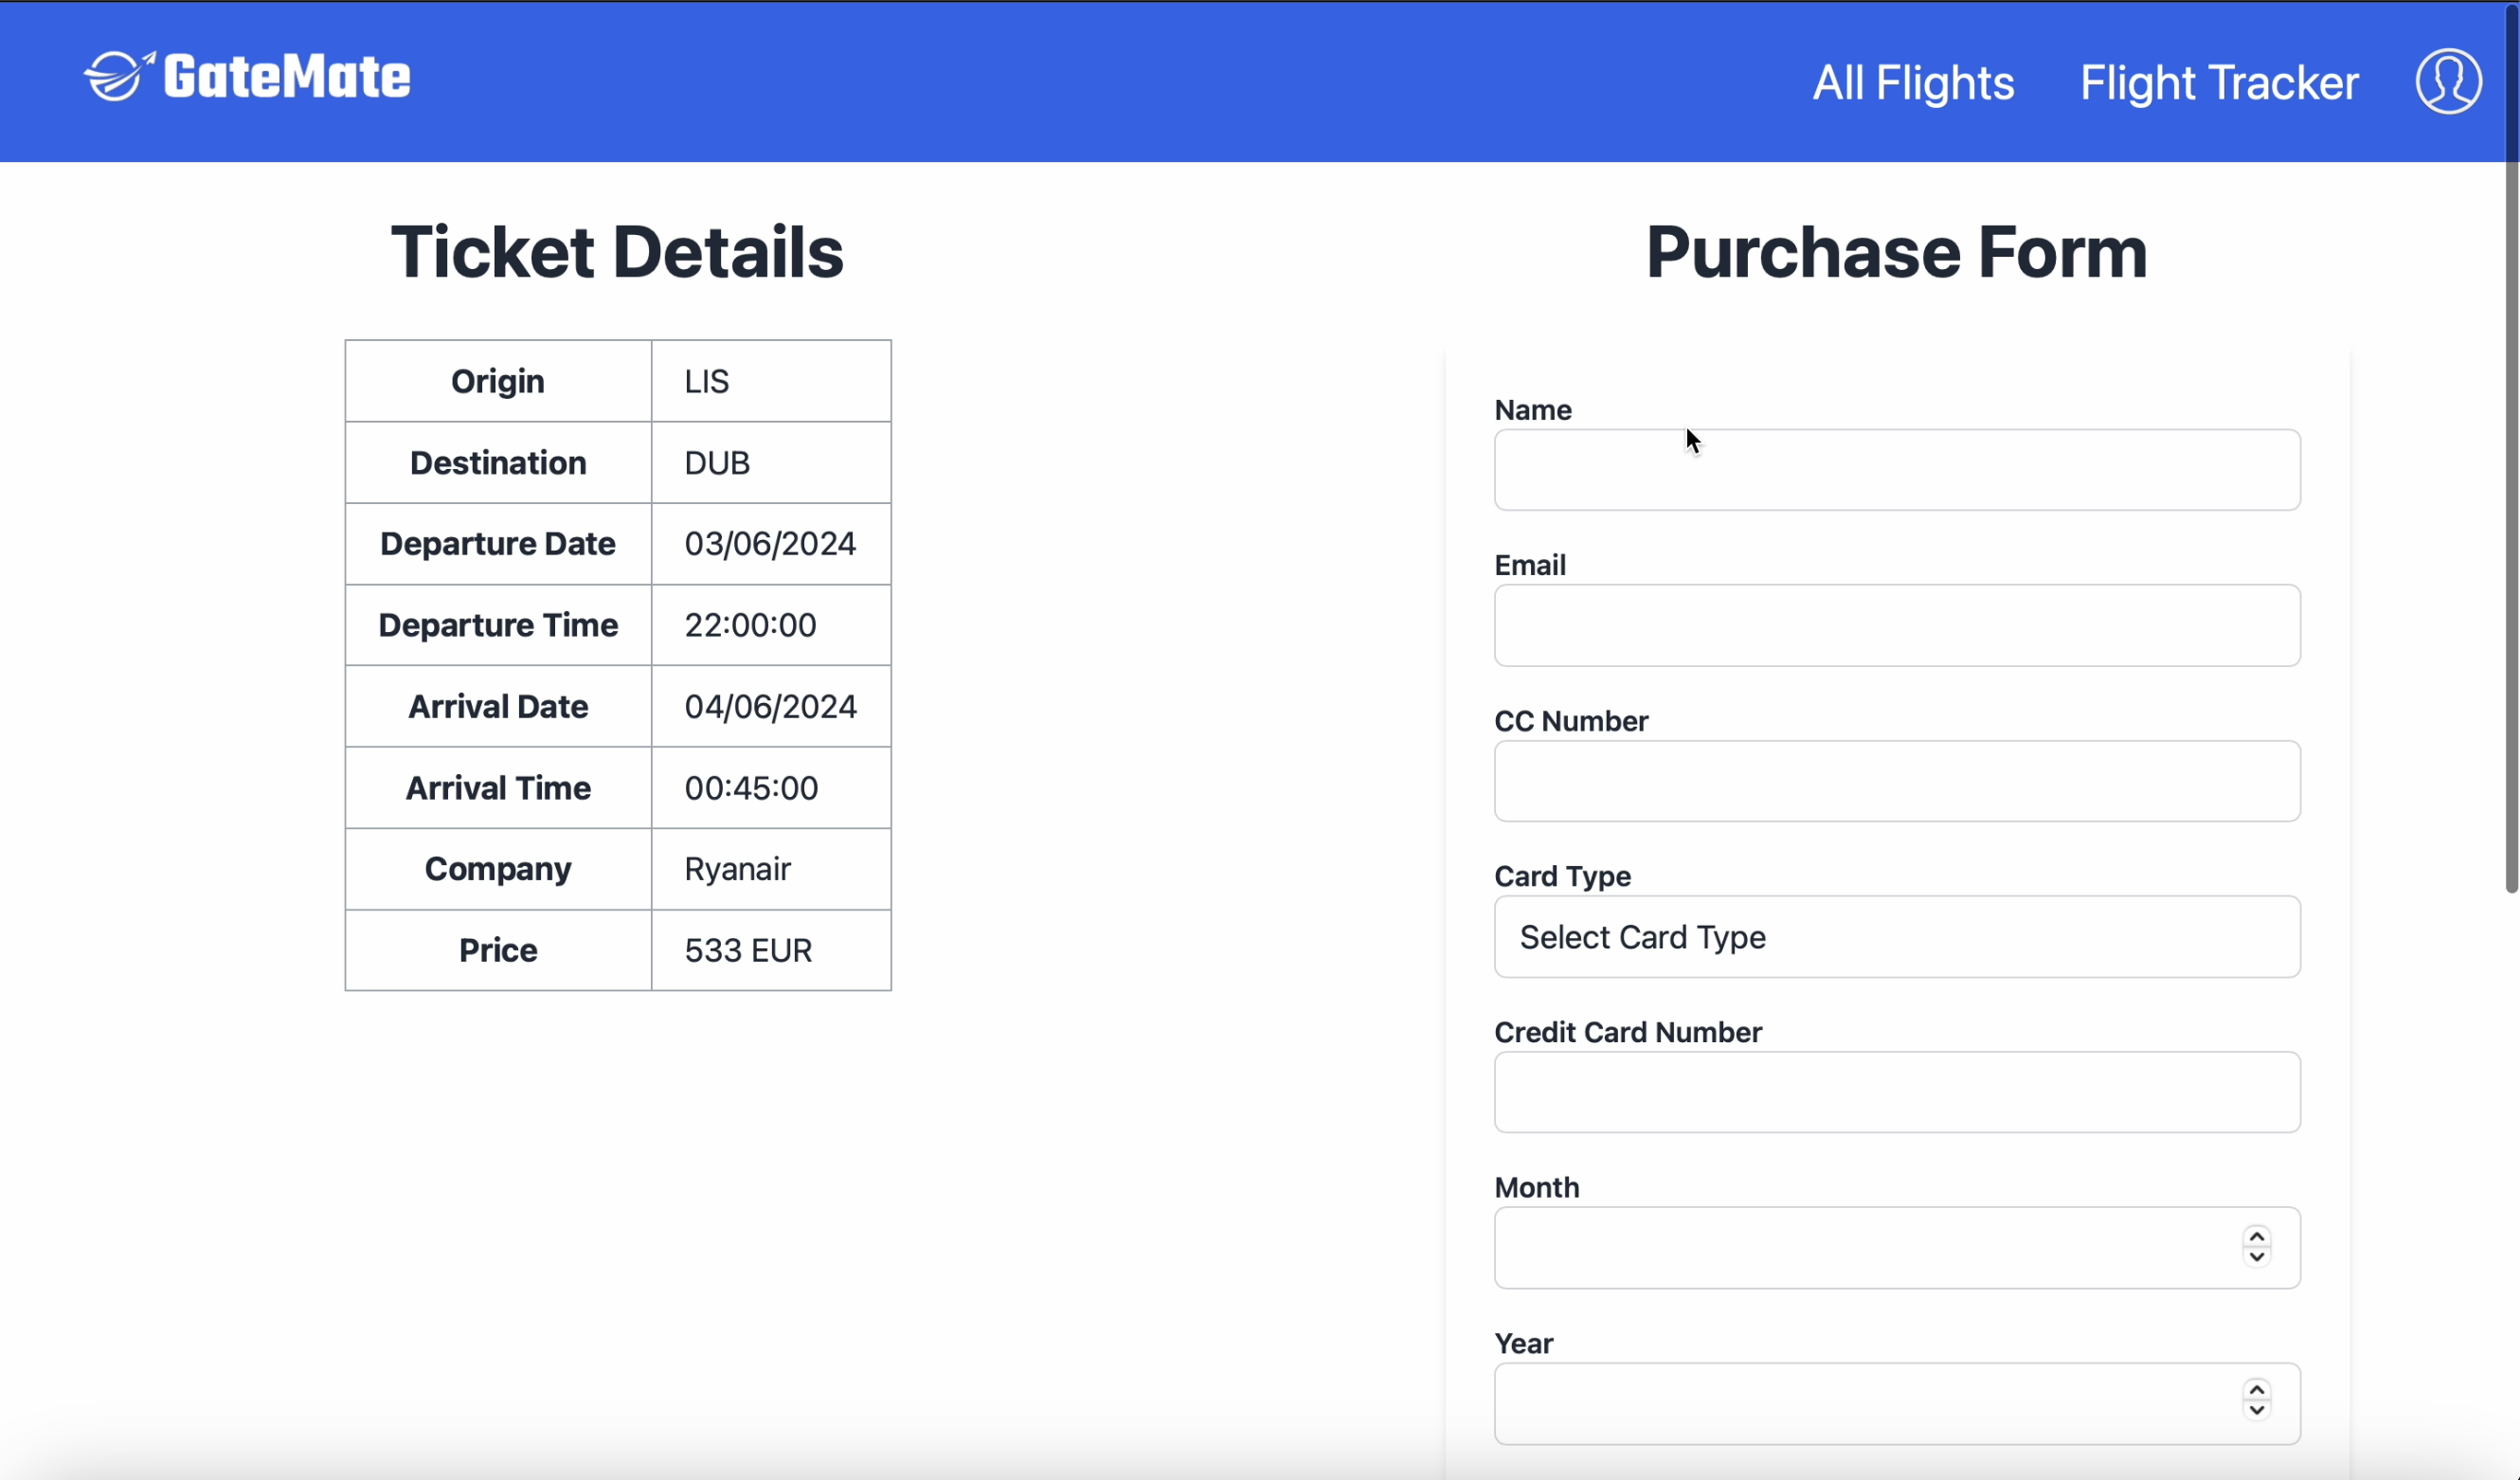 GateMate
All Flights
Flight Tracker
Ticket Details
Origin LIS
Destination DUB
Departure Date 03/06/2024
Departure Time 22:00:00
Arrival Date 04/06/2024
Arrival Time 00:45:00
Company Ryanair
Price 533 EUR
Purchase Form
Name
Email
CC Number
Card Type
Select Card Type
Credit Card Number
Month
Year